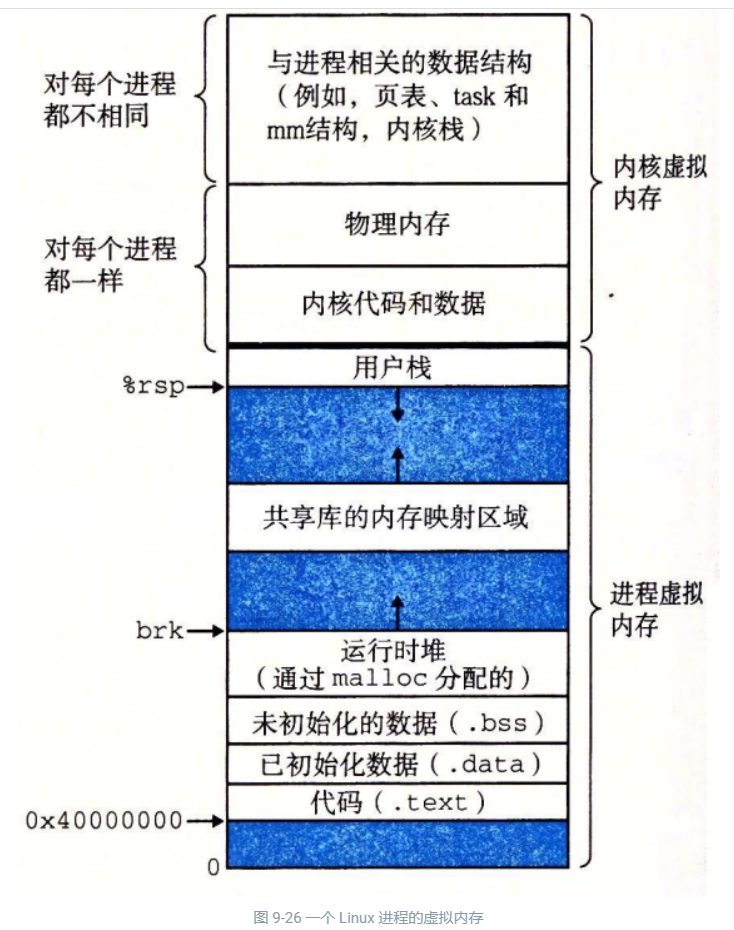 对每个进程
都不相同
与进程相关的数据结构
（例如，页表、task 和
mm结构，内核栈）
内核虚拟
内存
对每个进程
都一样
物理内存
内核代码和数据
用户栈
%rsp
共享库的内存映射区域
进程虚拟
内存
brk
运行时堆
（通过 malloc 分配的）
未初始化的数据（.bss）
已初始化数据（.data）
代码（.text）
0x40000000
0
图 9-26 一个 Linux 进程的虚拟内存